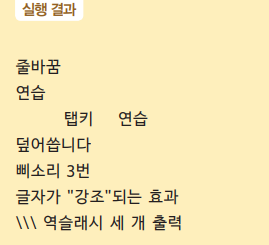 실행 결과
줄바꿈
연습
	탭키	연습
덮어씁니다
삐소리 3번
글자가 "강조"되는 효과
\\\ 역슬래시 세 개 출력